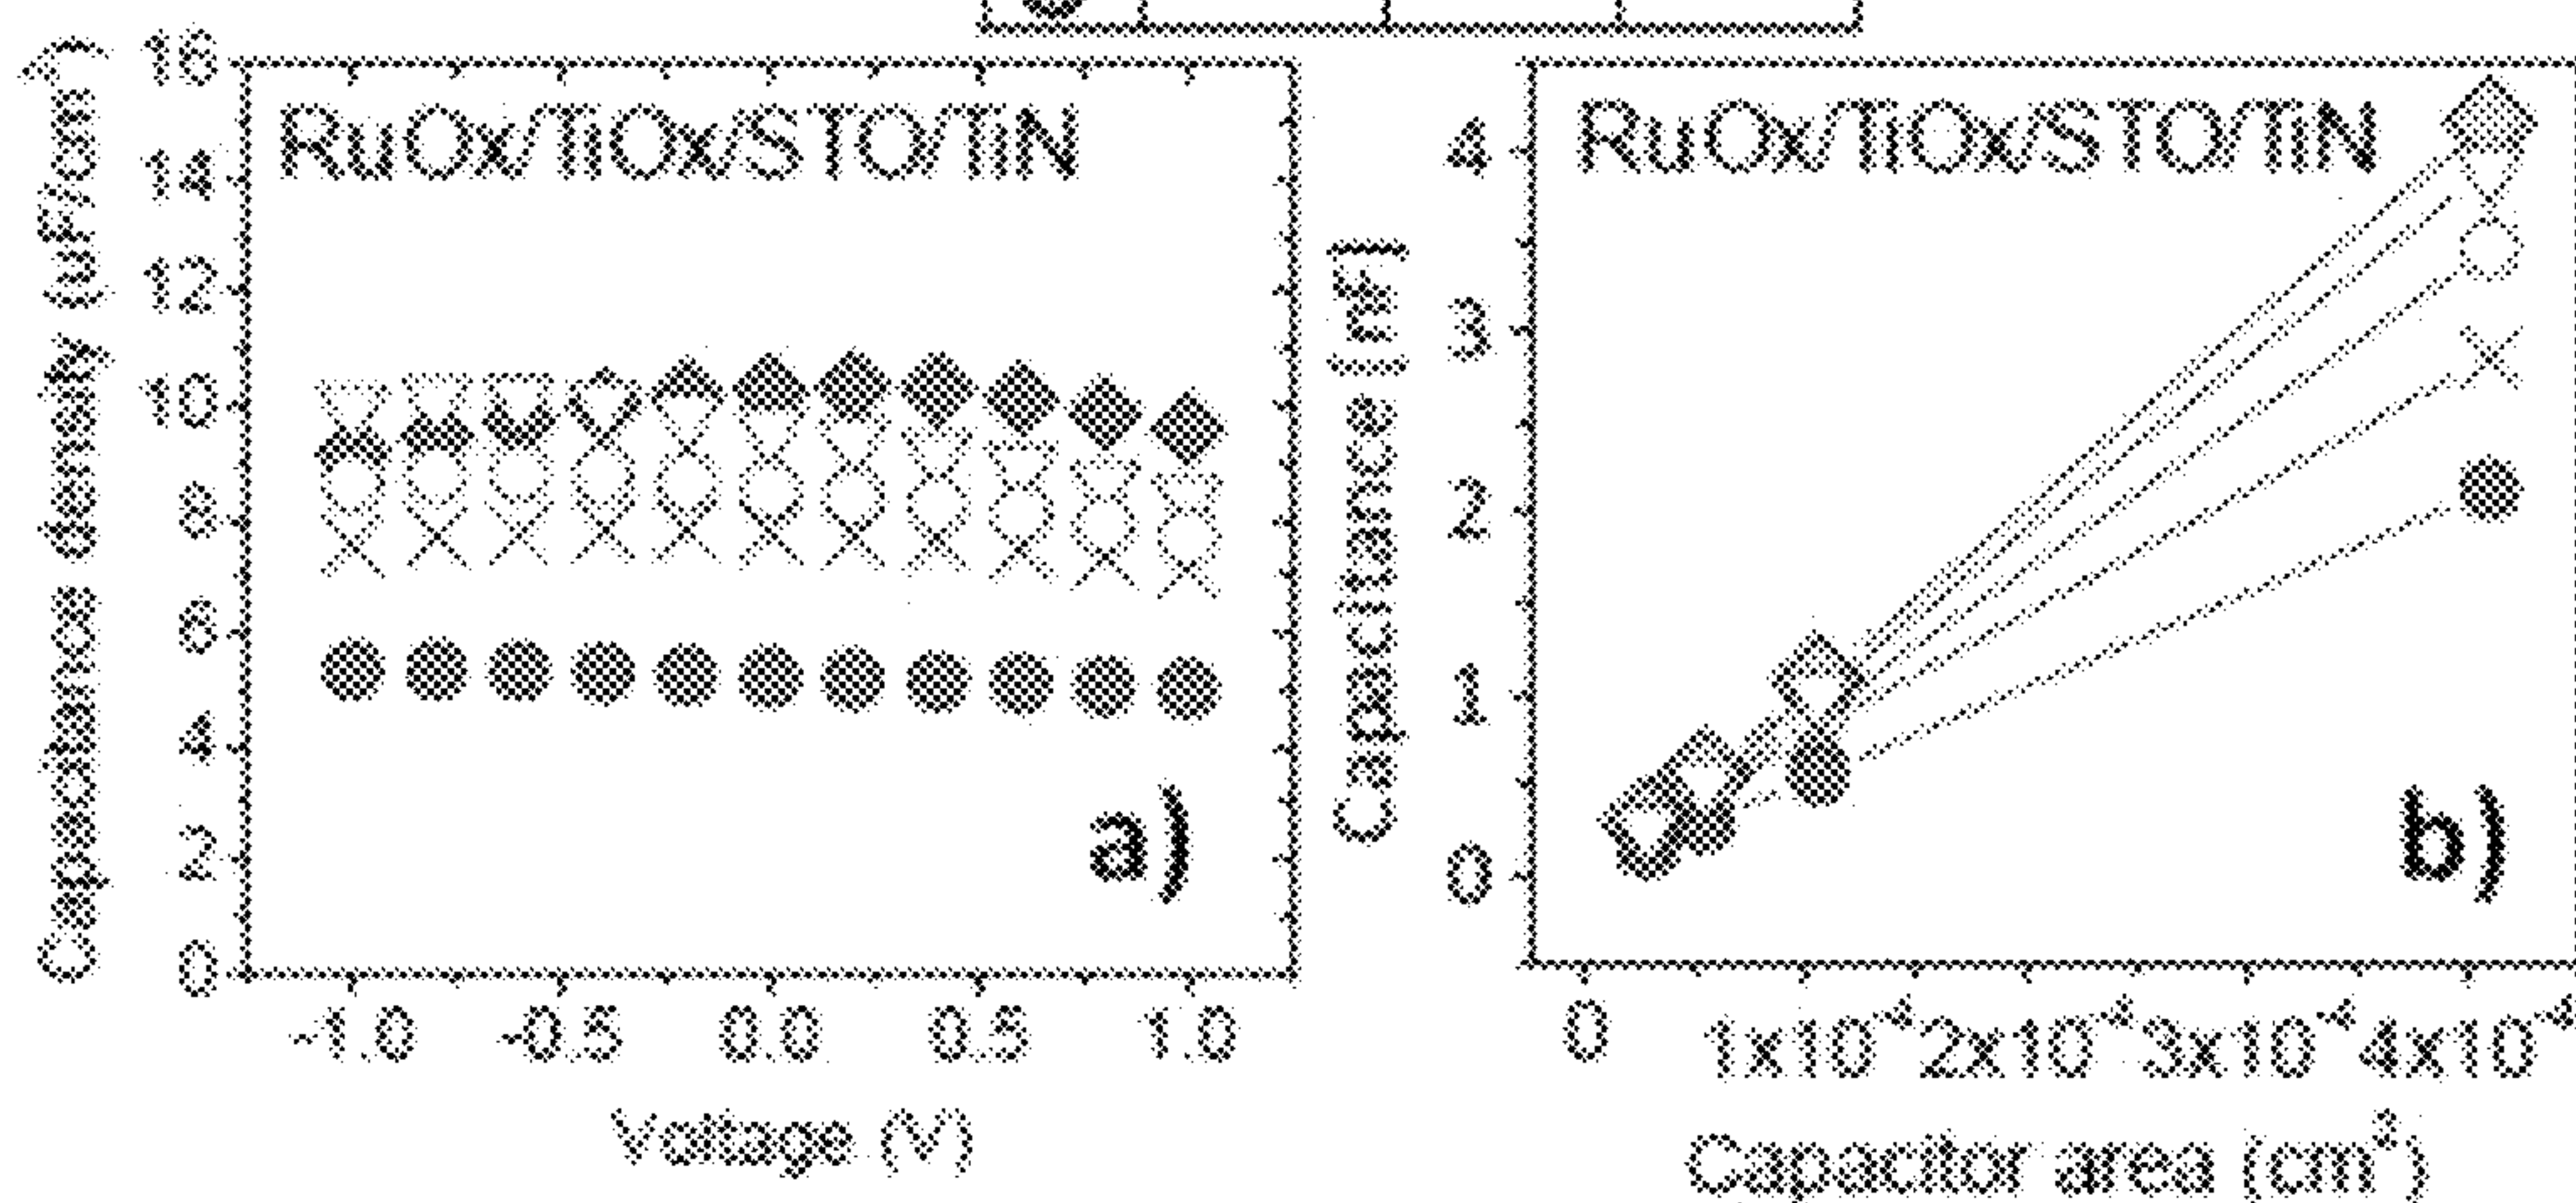 Capacitance density (uF/cm²)
16
14
12
10
8
6
4
2
0
RuOx/TiOx/STO/TiN
a)
-1.0 -0.5 0.0 0.5 1.0
Voltage (V)
Capacitance [nF]
4
3
2
1
0
RuOx/TiOx/STO/TiN
b)
0 1x10⁻⁴ 2x10⁻⁴ 3x10⁻⁴ 4x10⁻⁴
Capacitor area (cm³)